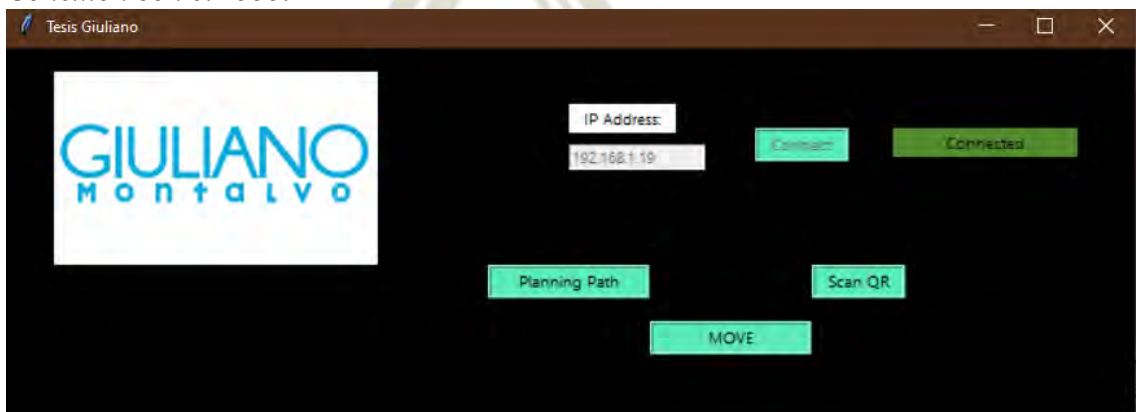 Tesis Giuliano
GIULIANO
Montalvo
IP Address:
192.168.1.19
Connect
Connected
Planning Path
Scan QR
MOVE